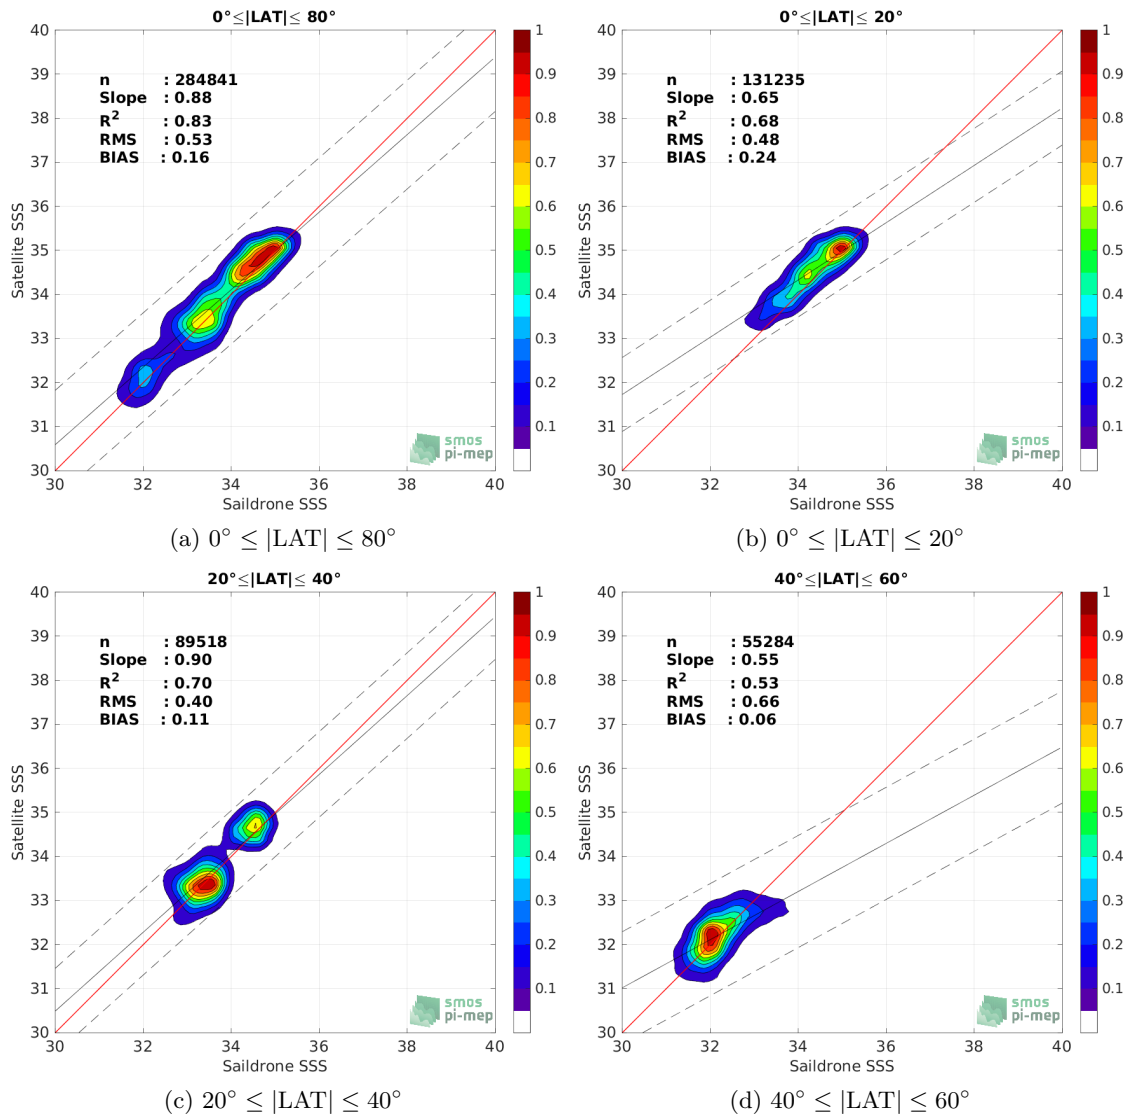 0°≤|LAT|≤ 80°
40
39
38
37
36
35
34
33
32
31
30
30 32 34 36 38 40
Satellite SSS
Saildrone SSS
n : 284841
Slope : 0.88
R² : 0.83
RMS : 0.53
BIAS : 0.16
smos
pi-mep
1
0.9
0.8
0.7
0.6
0.5
0.4
0.3
0.2
0.1
(a) 0° ≤ |LAT| ≤ 80°
0°≤|LAT|≤ 20°
40
39
38
37
36
35
34
33
32
31
30
30 32 34 36 38 40
Satellite SSS
Saildrone SSS
n : 131235
Slope : 0.65
R² : 0.68
RMS : 0.48
BIAS : 0.24
smos
pi-mep
1
0.9
0.8
0.7
0.6
0.5
0.4
0.3
0.2
0.1
(b) 0° ≤ |LAT| ≤ 20°
20°≤|LAT|≤ 40°
40
39
38
37
36
35
34
33
32
31
30
30 32 34 36 38 40
Satellite SSS
Saildrone SSS
n : 89518
Slope : 0.90
R² : 0.70
RMS : 0.40
BIAS : 0.11
smos
pi-mep
1
0.9
0.8
0.7
0.6
0.5
0.4
0.3
0.2
0.1
(c) 20° ≤ |LAT| ≤ 40°
40°≤|LAT|≤ 60°
40
39
38
37
36
35
34
33
32
31
30
30 32 34 36 38 40
Satellite SSS
Saildrone SSS
n : 55284
Slope : 0.55
R² : 0.53
RMS : 0.66
BIAS : 0.06
smos
pi-mep
1
0.9
0.8
0.7
0.6
0.5
0.4
0.3
0.2
0.1
(d) 40° ≤ |LAT| ≤ 60°